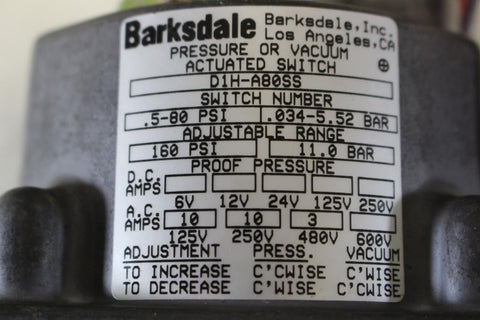 Barksdale Barksdale, Inc.
Los Angeles, CA
PRESSURE OR VACUUM
ACTUATED SWITCH
D1H-A80SS
SWITCH NUMBER
.5-80 PSI .034-5.52 BAR
ADJUSTABLE RANGE
160 PSI 11.0 BAR
PROOF PRESSURE
D.C.
AMPS
6V 12V 24V 125V 250V
A.C.
AMPS 10 10 3
125V 250V 480V 600V
ADJUSTMENT PRESS. VACUUM
TO INCREASE C'CWISE C'WISE
TO DECREASE C'WISE C'CWISE